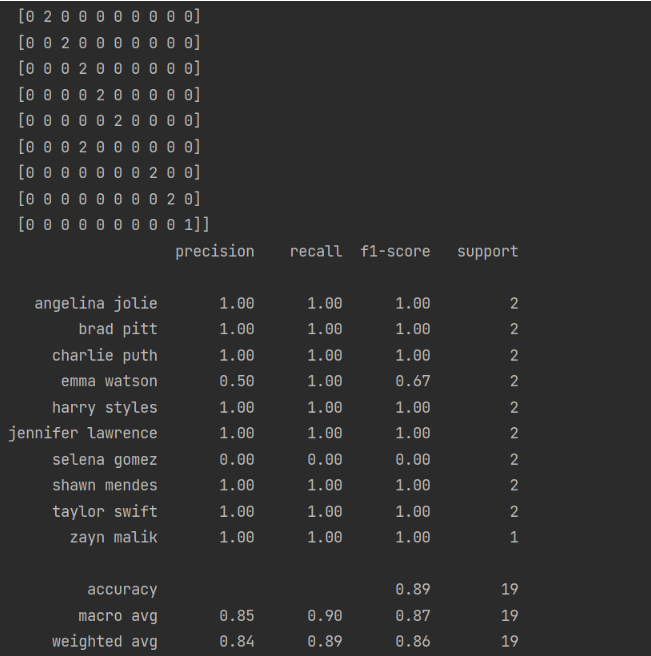 [0 2 0 0 0 0 0 0 0 0 0]
[0 0 2 0 0 0 0 0 0 0 0]
[0 0 0 2 0 0 0 0 0 0 0]
[0 0 0 0 2 0 0 0 0 0 0]
[0 0 0 0 0 2 0 0 0 0 0]
[0 0 0 2 0 0 0 0 0 0 0]
[0 0 0 0 0 0 0 2 0 0]
[0 0 0 0 0 0 0 0 2 0]
[0 0 0 0 0 0 0 0 0 1]]
precision recall f1-score support
angelina jolie 1.00 1.00 1.00 2
brad pitt 1.00 1.00 1.00 2
charlie puth 1.00 1.00 1.00 2
emma watson 0.50 1.00 0.67 2
harry styles 1.00 1.00 1.00 2
jennifer lawrence 1.00 1.00 1.00 2
selena gomez 0.00 0.00 0.00 2
shawn mendes 1.00 1.00 1.00 2
taylor swift 1.00 1.00 1.00 2
zayn malik 1.00 1.00 1.00 1
accuracy 0.89 19
macro avg 0.85 0.90 0.87 19
weighted avg 0.84 0.89 0.86 19